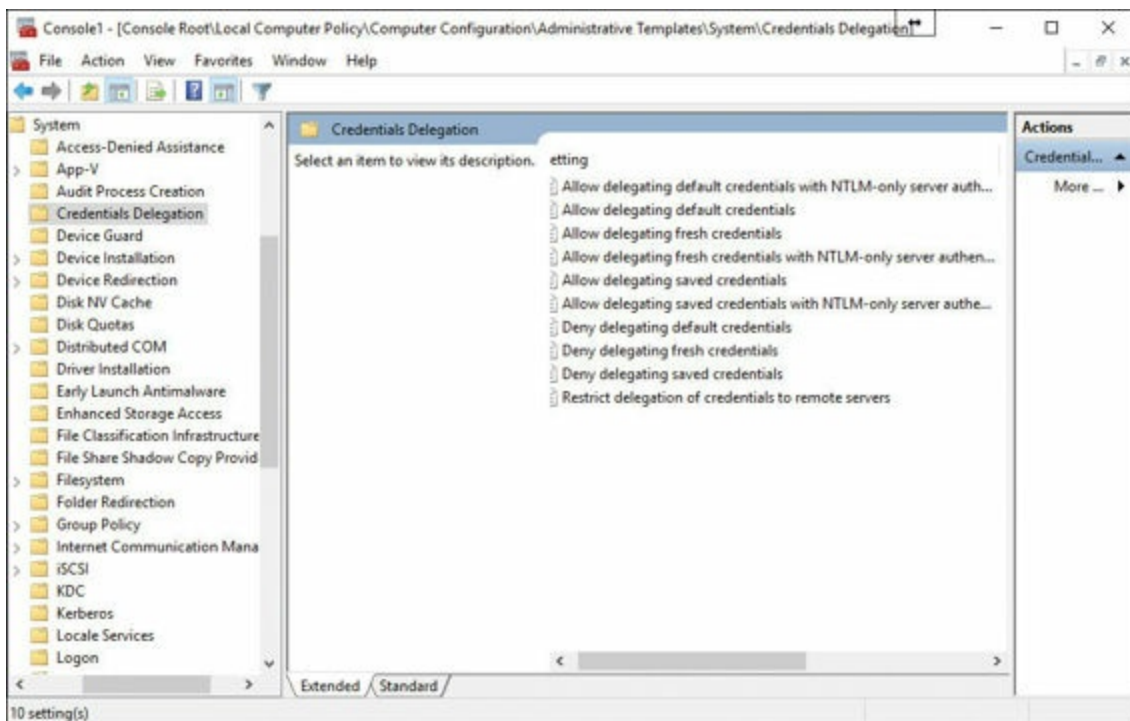 Console1 - [Console Root\Local Computer Policy\Computer Configuration\Administrative Templates\System\Credentials Delegation]
File Action View Favorites Window Help
System
Access-Denied Assistance
App-V
Audit Process Creation
Credentials Delegation
Device Guard
Device Installation
Device Redirection
Disk NV Cache
Disk Quotas
Distributed COM
Driver Installation
Early Launch Antimalware
Enhanced Storage Access
File Classification Infrastructure
File Share Shadow Copy Provid
Filesystem
Folder Redirection
Group Policy
Internet Communication Mana
iSCSI
KDC
Kerberos
Locale Services
Logon
Credentials Delegation
Select an item to view its description.
etting
Allow delegating default credentials with NTLM-only server auth...
Allow delegating default credentials
Allow delegating fresh credentials
Allow delegating fresh credentials with NTLM-only server authen...
Allow delegating saved credentials
Allow delegating saved credentials with NTLM-only server authe...
Deny delegating default credentials
Deny delegating fresh credentials
Deny delegating saved credentials
Restrict delegation of credentials to remote servers
Extended Standard
Actions
Credential...
More ...
10 setting(s)